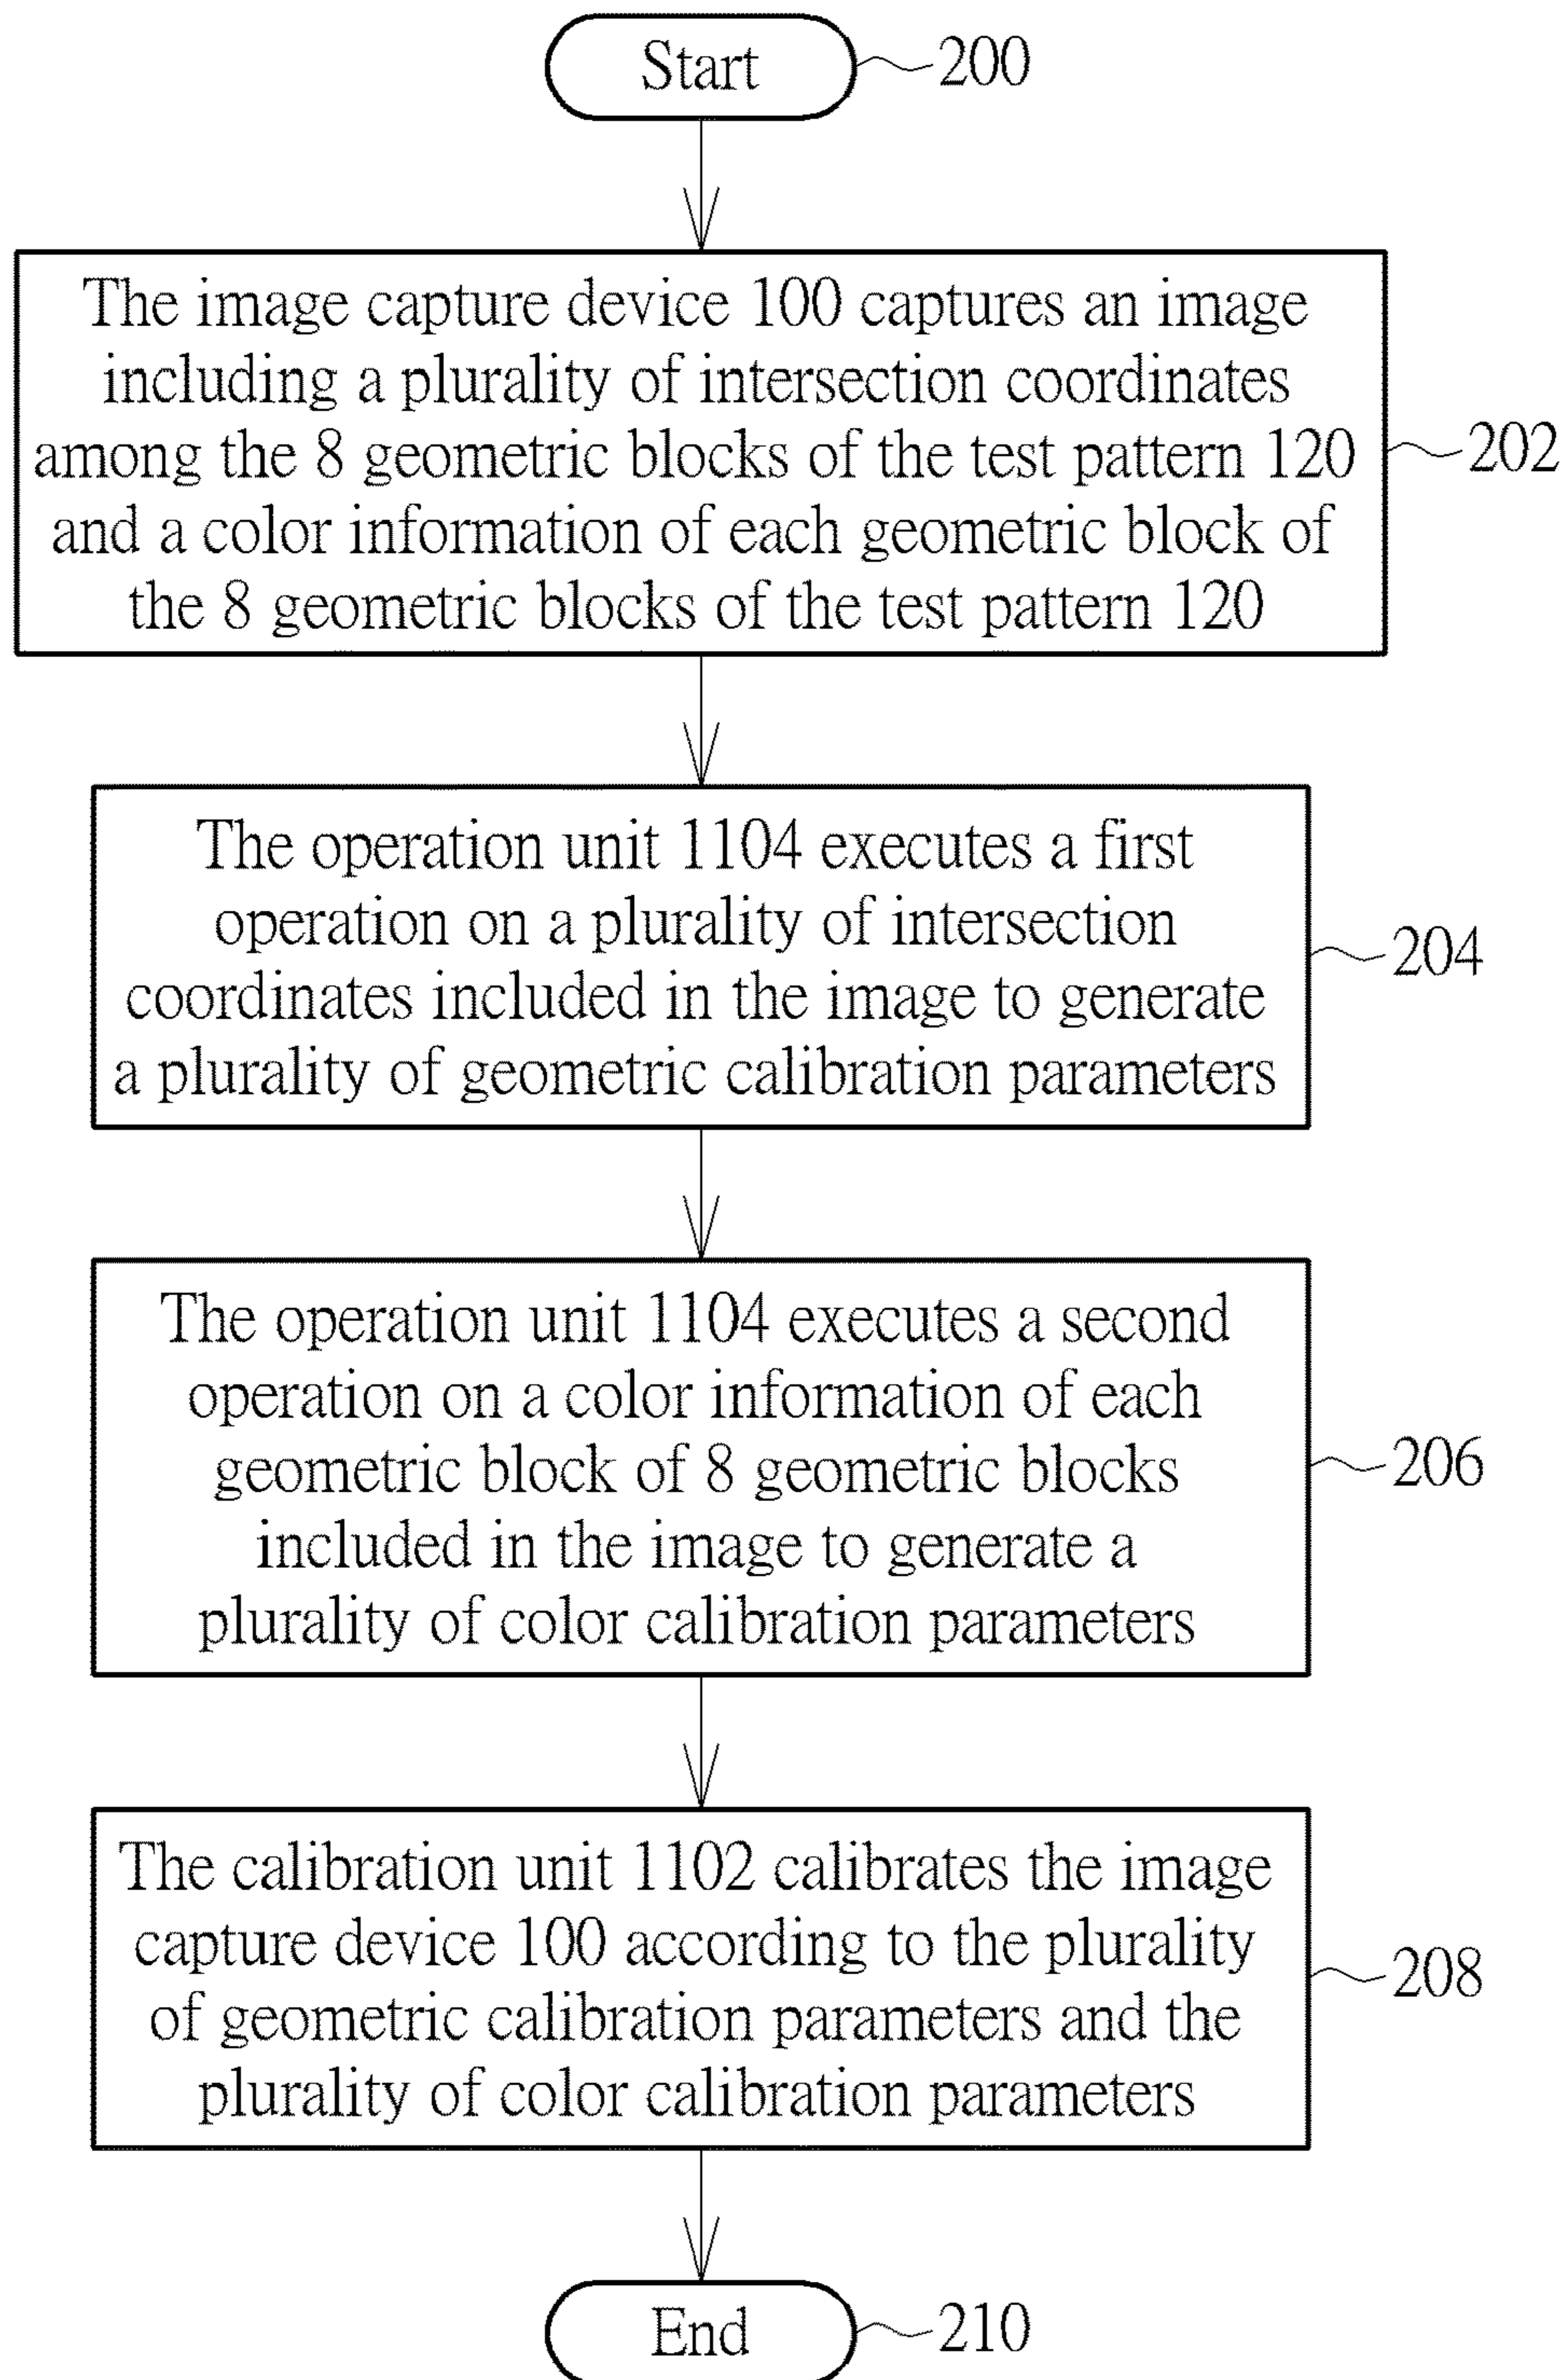 Start
200
The image capture device 100 captures an image
including a plurality of intersection coordinates
among the 8 geometric blocks of the test pattern 120
and a color information of each geometric block of
the 8 geometric blocks of the test pattern 120
202
The operation unit 1104 executes a first
operation on a plurality of intersection
coordinates included in the image to generate
a plurality of geometric calibration parameters
204
The operation unit 1104 executes a second
operation on a color information of each
geometric block of 8 geometric blocks
included in the image to generate a
plurality of color calibration parameters
206
The calibration unit 1102 calibrates the image
capture device 100 according to the plurality
of geometric calibration parameters and the
plurality of color calibration parameters
208
End
210